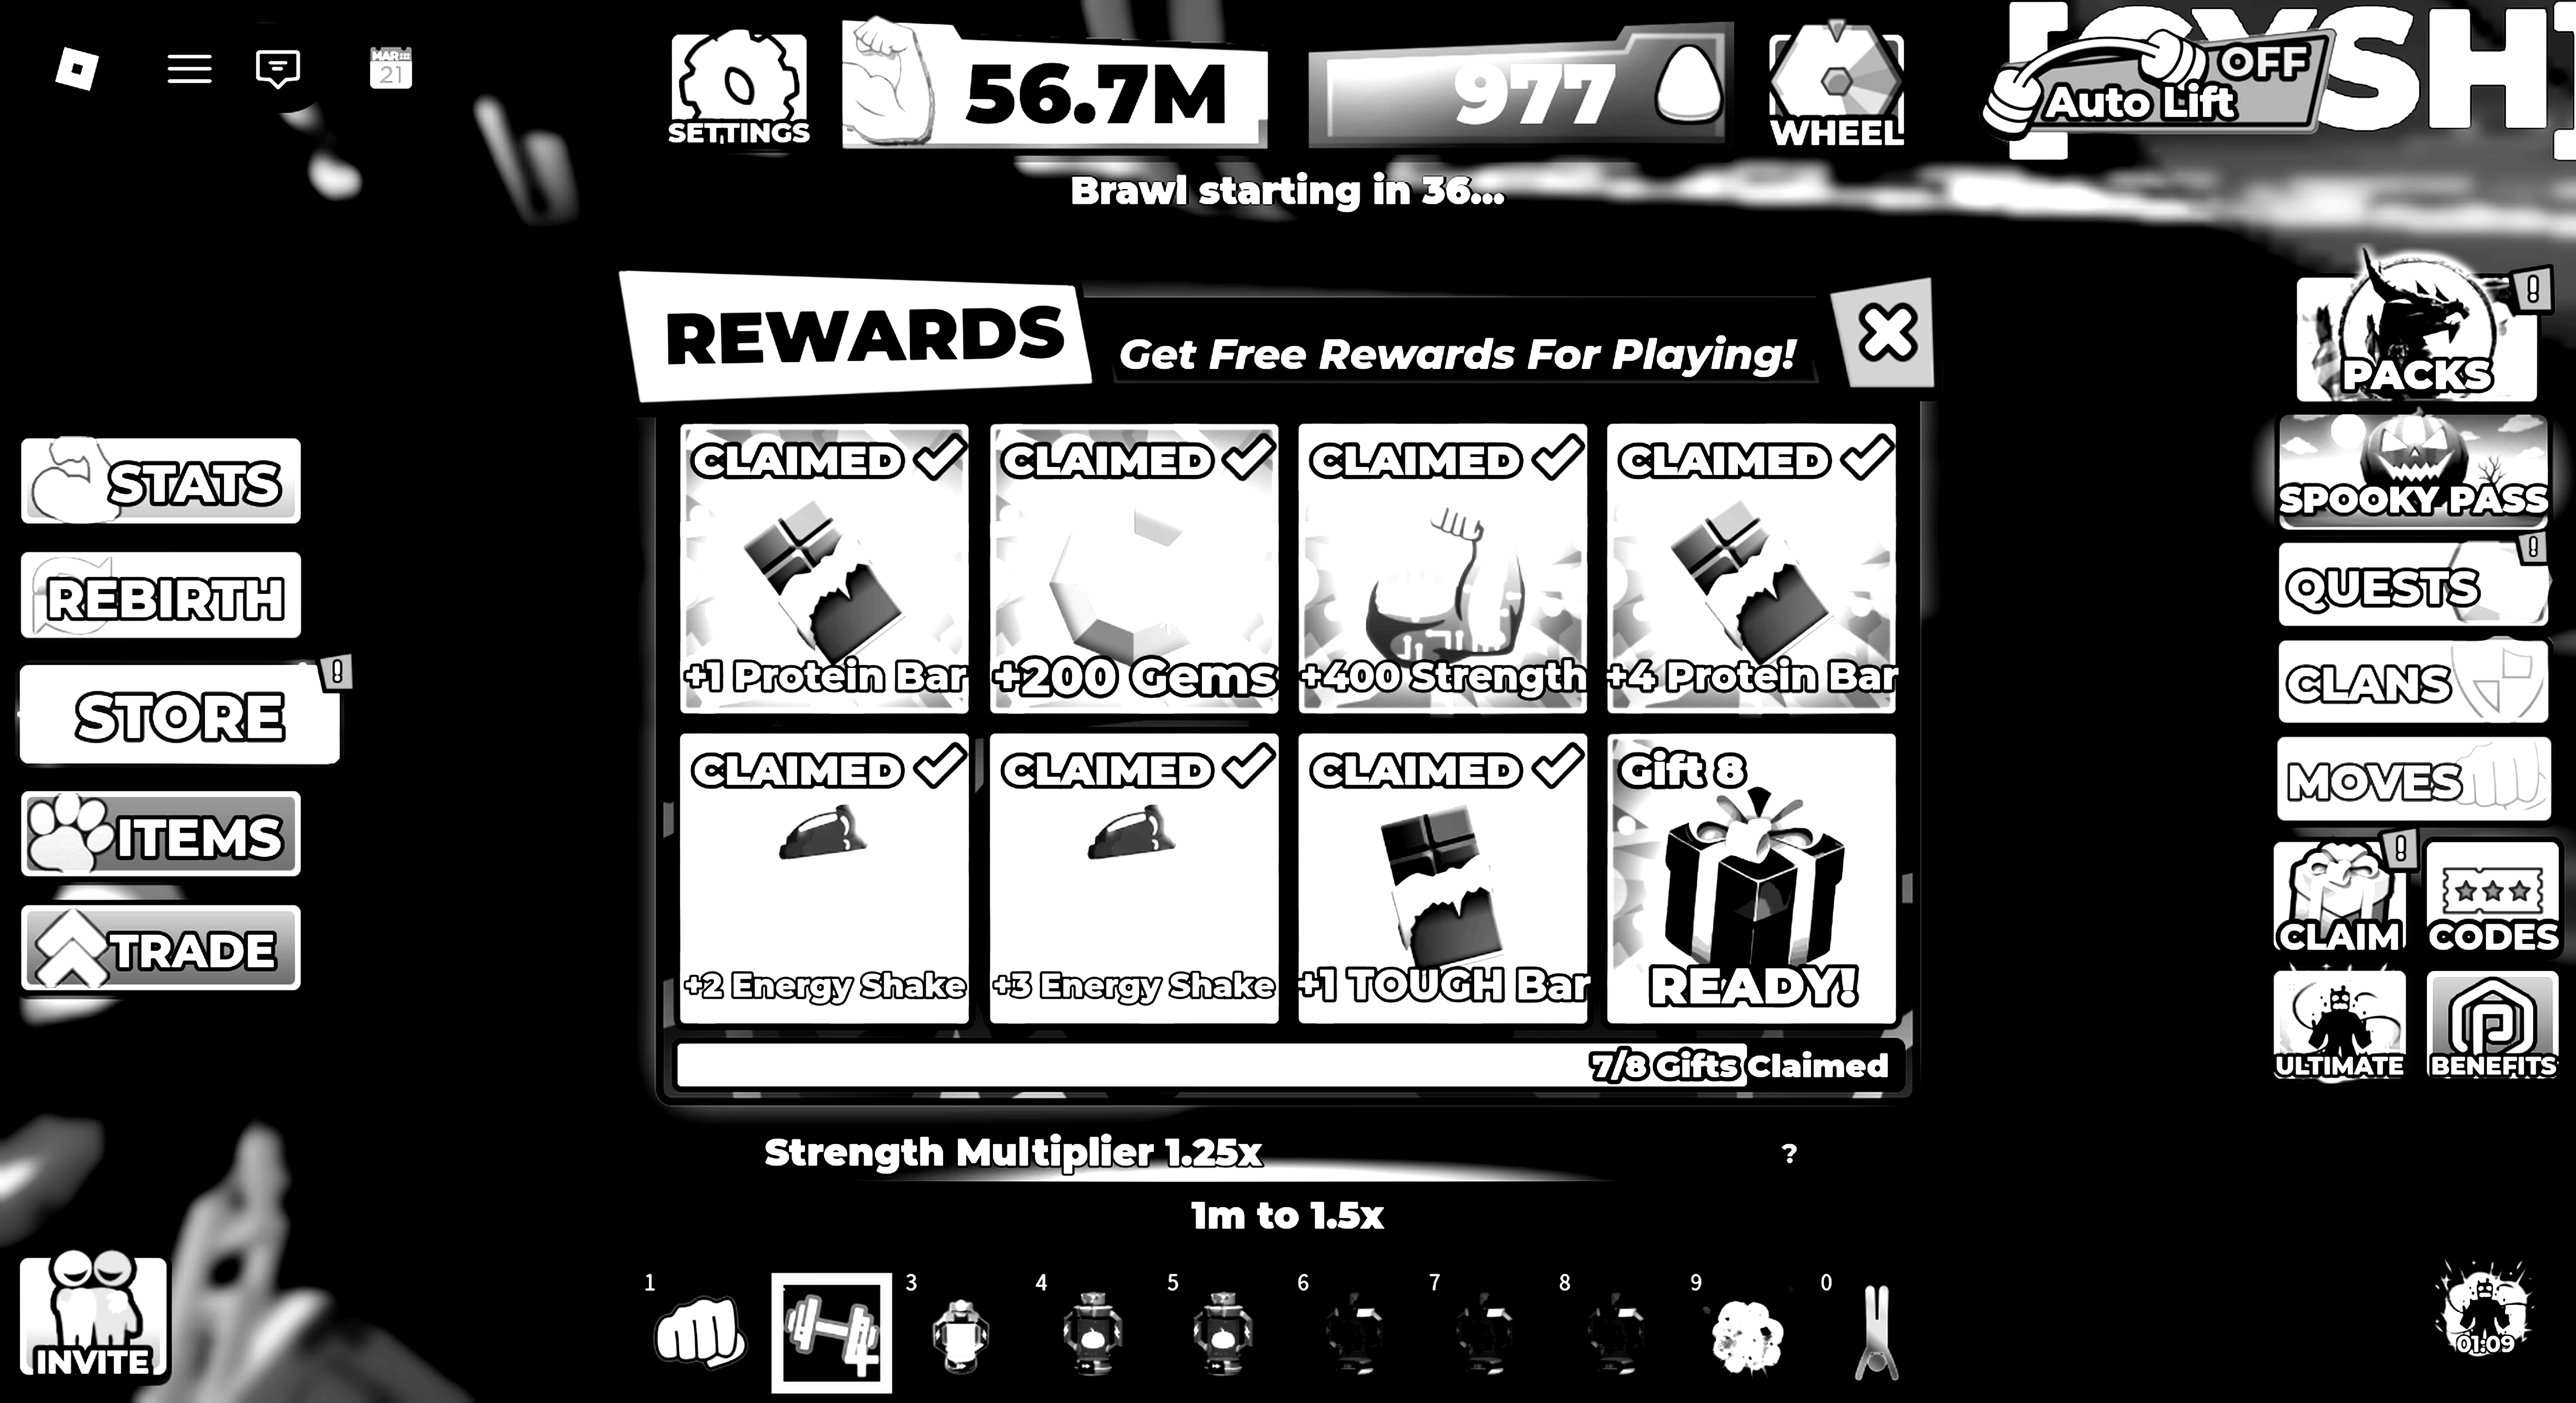 MAR
21
SETTINGS
56.7M
977
WHEEL
OFF
Auto Lift
YSH]
Brawl starting in 36...
REWARDS
Get Free Rewards For Playing!
CLAIMED
+1 Protein Bar
CLAIMED
+200 Gems
CLAIMED
+400 Strength
CLAIMED
+4 Protein Bar
CLAIMED
+2 Energy Shake
CLAIMED
+3 Energy Shake
CLAIMED
+1 TOUGH Bar
Gift 8
READY!
7/8 Gifts Claimed
STATS
REBIRTH
!
STORE
ITEMS
TRADE
INVITE
!
PACKS
SPOOKY PASS
!
QUESTS
CLANS
MOVES
!
CLAIM
CODES
ULTIMATE
BENEFITS
Strength Multiplier 1.25x
?
1m to 1.5x
1
3
4
5
6
7
8
9
0
01:09